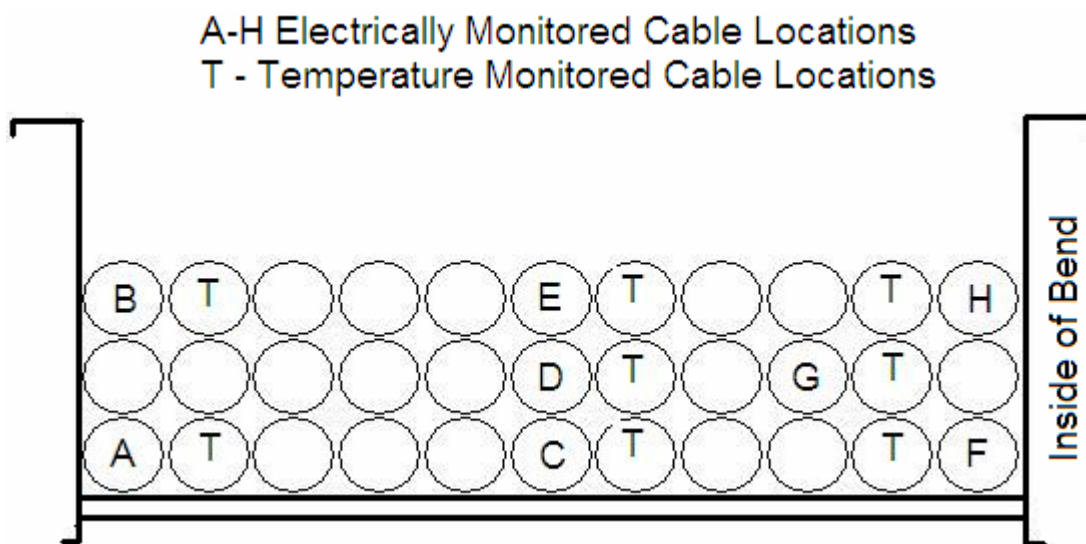 A-H Electrically Monitored Cable Locations
T - Temperature Monitored Cable Locations
B T E T T H
D T G T
A T C T T F
Inside of Bend